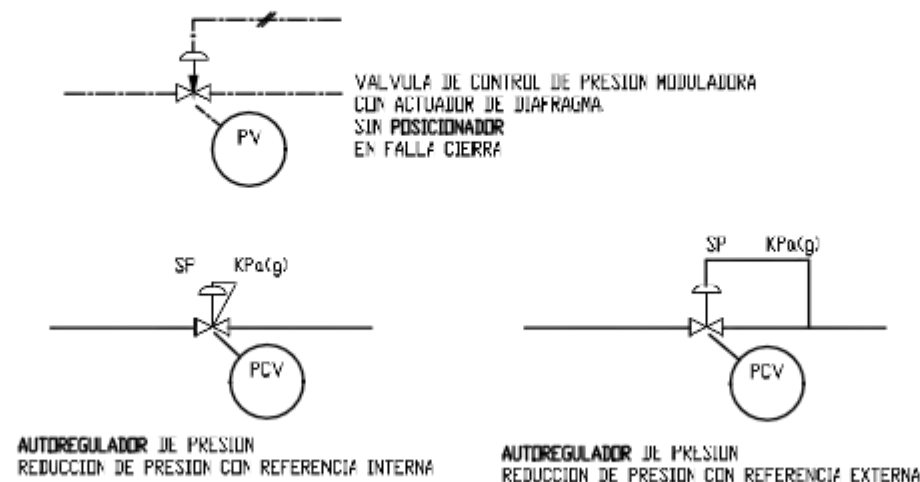 PV
VALVULA DE CONTROL DE PRESION MODULADORA
CON ACTUADOR DE DIAFRAGMA
SIN POSICIONADOR
EN FALLA CIERRA
SP KPa(g)
PCV
AUTOREGULADOR DE PRESION
REDUCCION DE PRESION CON REFERENCIA INTERNA
SP KPa(g)
PCV
AUTOREGULADOR DE PRESION
REDUCCION DE PRESION CON REFERENCIA EXTERNA